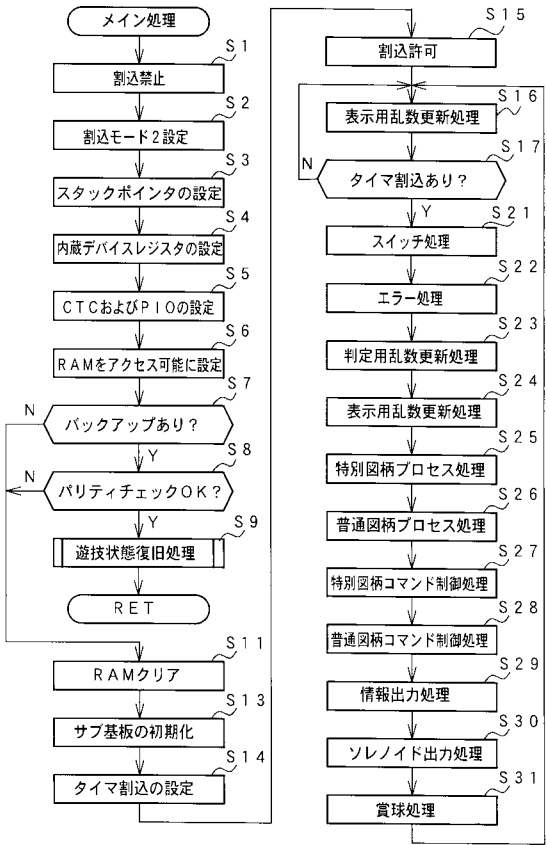 メイン処理
S1
割込禁止
S2
割込モード2設定
S3
スタックポインタの設定
S4
内蔵デバイスレジスタの設定
S5
CTCおよびPIOの設定
S6
RAMをアクセス可能に設定
S7
N
バックアップあり?
Y
S8
N
パリティチェックOK?
Y
S9
遊技状態復旧処理
RET
S11
RAMクリア
S13
サブ基板の初期化
S14
タイマ割込の設定
S15
割込許可
S16
表示用乱数更新処理
S17
N
タイマ割込あり?
Y
S21
スイッチ処理
S22
エラー処理
S23
判定用乱数更新処理
S24
表示用乱数更新処理
S25
特別図柄プロセス処理
S26
普通図柄プロセス処理
S27
特別図柄コマンド制御処理
S28
普通図柄コマンド制御処理
S29
情報出力処理
S30
ソレノイド出力処理
S31
賞球処理